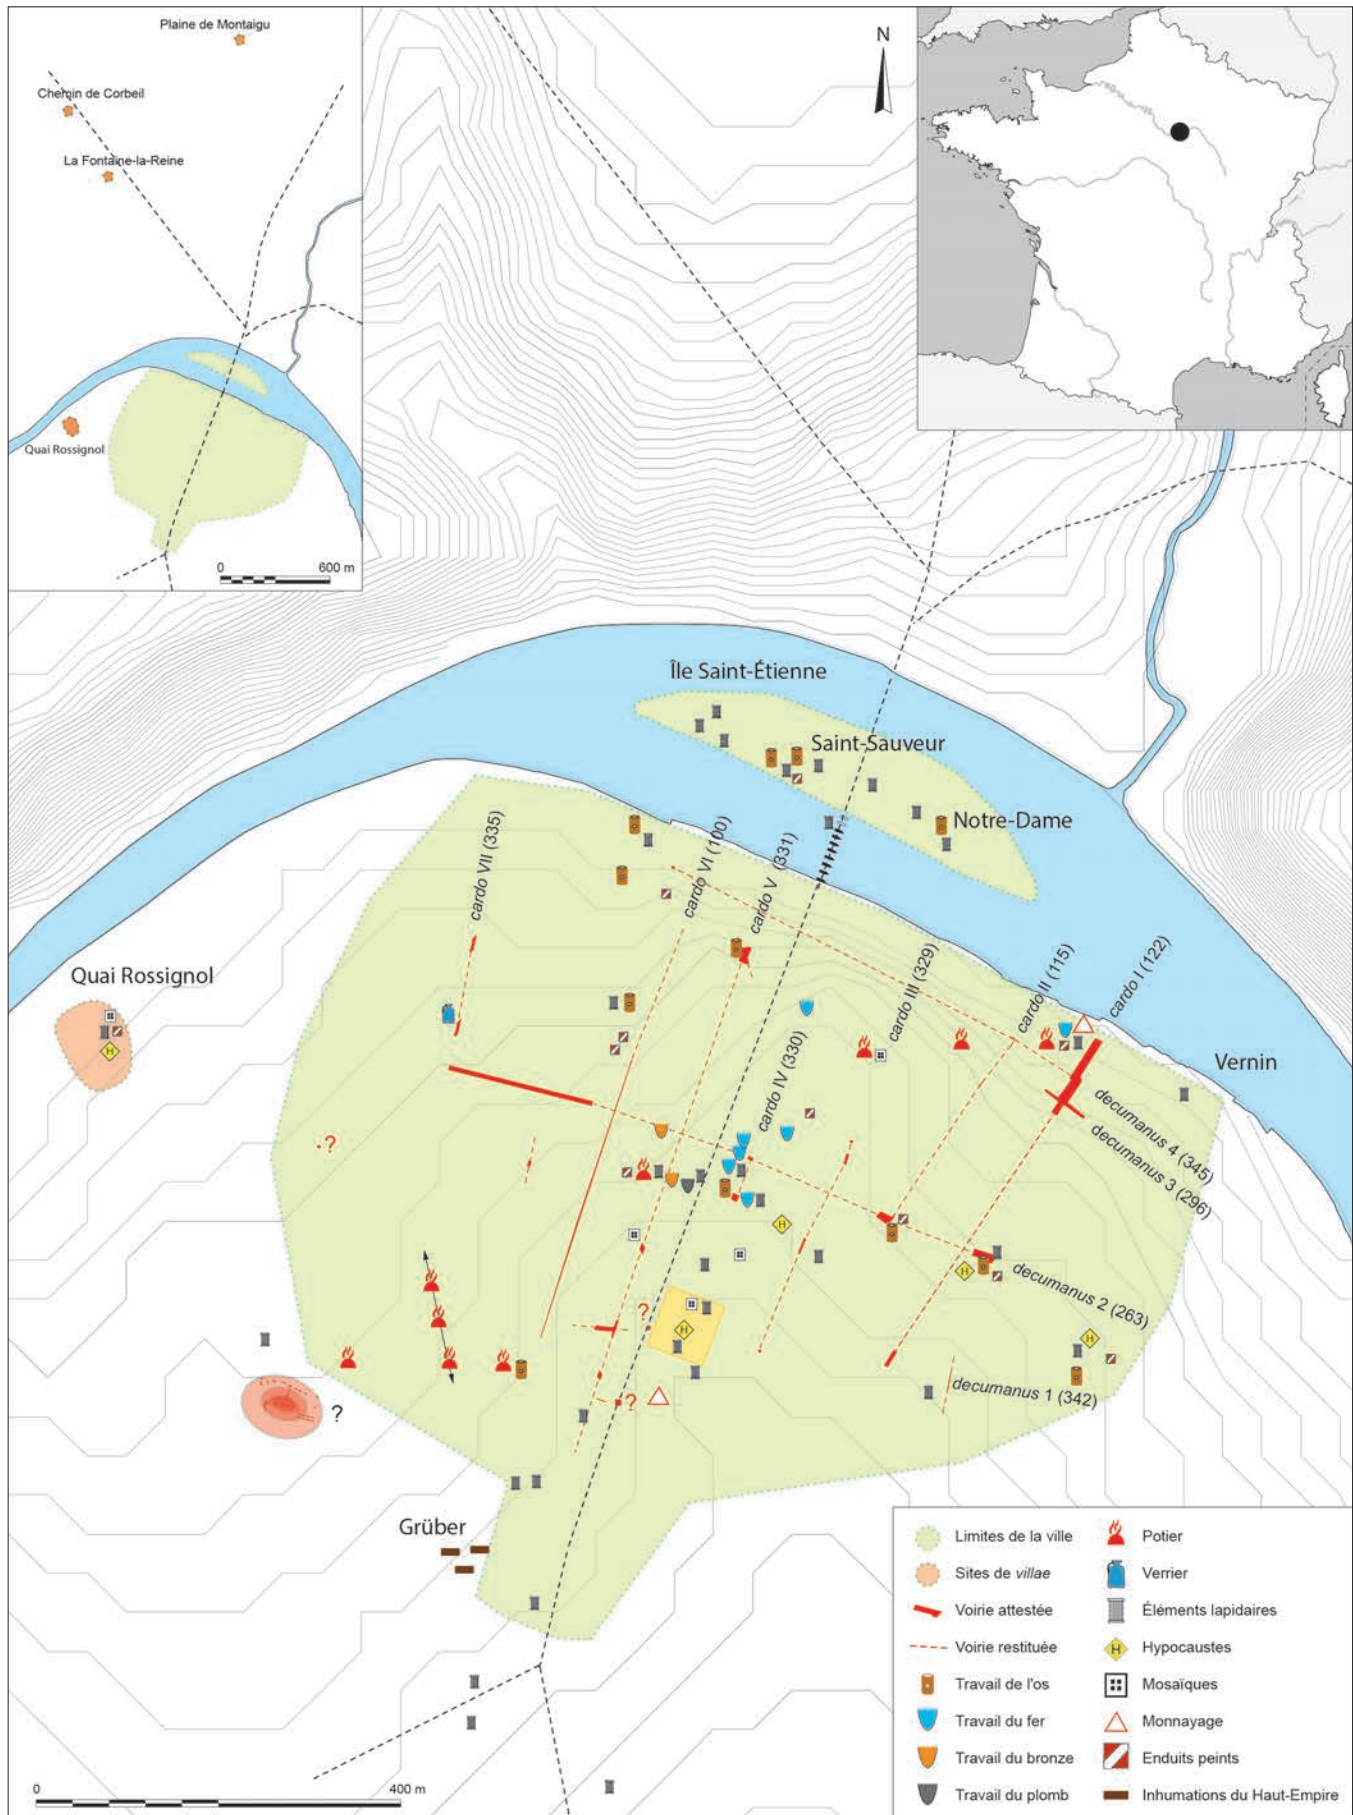 Plaine de Montaigu
Chemin de Corbeil
La Fontaine-la-Reine
Quai Rossignol
0 600 m
N
Île Saint-Étienne
Saint-Sauveur
Notre-Dame
cardo VII (335)
cardo VI (100)
cardo V (331)
cardo IV (330)
cardo III (329)
cardo II (115)
cardo I (122)
Quai Rossignol
H
Vernin
decumanus 4 (345)
decumanus 3 (296)
?
H
H
decumanus 2 (263)
?
H
H
decumanus 1 (342)
?
?
Grüber
0 400 m
Limites de la ville
Sites de villae
Voirie attestée
Voirie restituée
Travail de l'os
Travail du fer
Travail du bronze
Travail du plomb
Potier
Verrier
Éléments lapidaires
H Hypocaustes
Mosaïques
Monnayage
Enduits peints
Inhumations du Haut-Empire